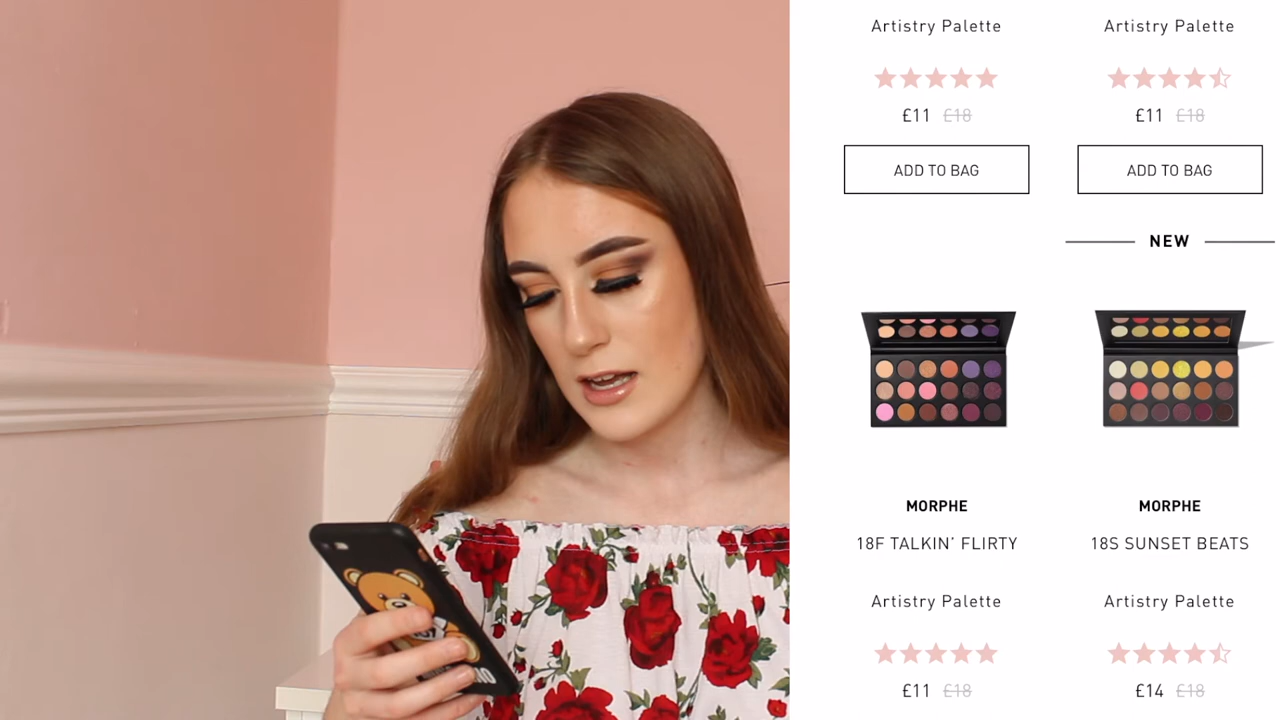 Artistry Palette
Artistry Palette
£11 £18
£11 £18
ADD TO BAG
ADD TO BAG
NEW
MORPHE
MORPHE
18F TALKIN' FLIRTY
18S SUNSET BEATS
Artistry Palette
Artistry Palette
£11 £18
£14 £18